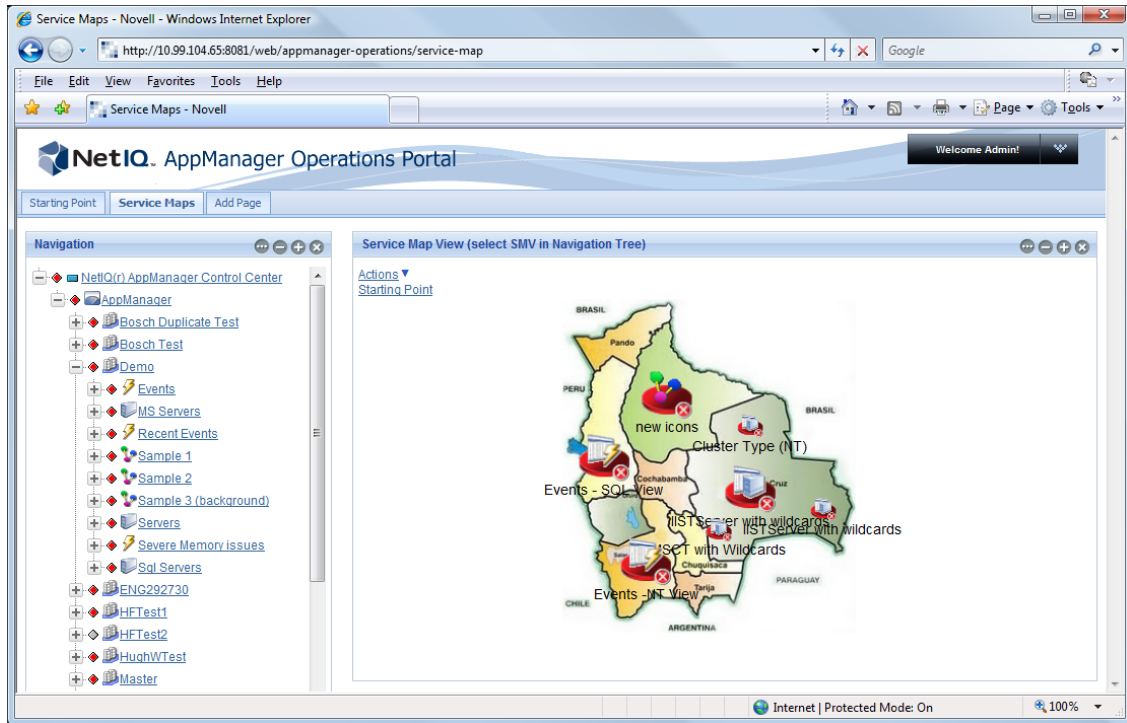 Service Maps - Novell - Windows Internet Explorer
http://10.99.104.65:8081/web/appmanager-operations/service-map
Google
File Edit View Favorites Tools Help
Service Maps - Novell
Page Tools
NetIQ. AppManager Operations Portal
Welcome Admin!
Starting Point Service Maps Add Page
Navigation
NetIQ(r) AppManager Control Center
AppManager
Bosch Duplicate Test
Bosch Test
Demo
Events
MS Servers
Recent Events
Sample 1
Sample 2
Sample 3 (background)
Servers
Severe Memory issues
Sql Servers
ENG292730
HFTest1
HFTest2
HughWTest
Master
Service Map View (select SMV in Navigation Tree)
Actions
Starting Point
BRASIL
Pando
PERU
BRASIL
new icons
Cluster Type (NT)
Cochabamba
Cruz
Events - SQL View
IISTServer with wildcards
IISTServer with wildcards
SCT with Wildcards
Chuquisaca
PARAGUAY
Events -NT View
Tarija
CHILE
ARGENTINA
Internet | Protected Mode: On
100%